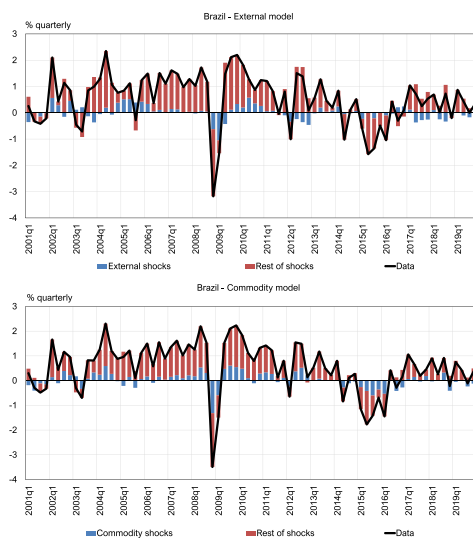 Brazil - External model
% quarterly
3
2
1
0
-1
-2
-3
-4
2001q1
2002q1
2003q1
2004q1
2005q1
2006q1
2007q1
2008q1
2009q1
2010q1
2011q1
2012q1
2013q1
2014q1
2015q1
2016q1
2017q1
2018q1
2019q1
External shocks Rest of shocks Data
Brazil - Commodity model
% quarterly
3
2
1
0
-1
-2
-3
-4
2001q1
2002q1
2003q1
2004q1
2005q1
2006q1
2007q1
2008q1
2009q1
2010q1
2011q1
2012q1
2013q1
2014q1
2015q1
2016q1
2017q1
2018q1
2019q1
Commodity shocks Rest of shocks Data